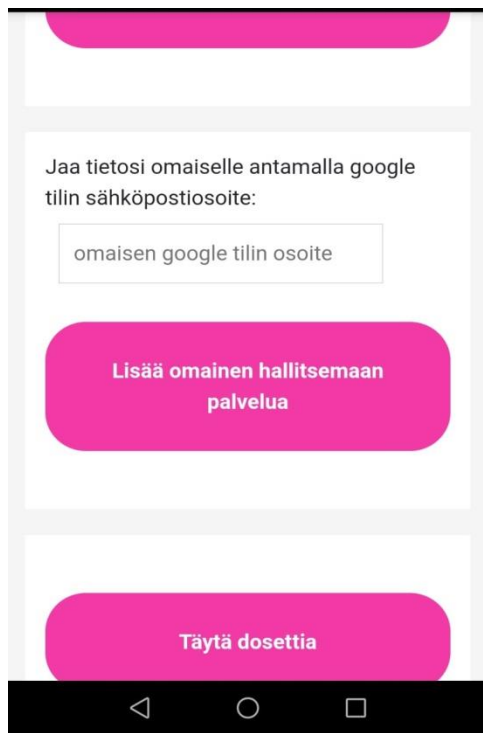 Jaa tietosi omaiselle antamalla google
tilin sähköpostiosoite:
omaisen google tilin osoite
Lisää omainen hallitsemaan
palvelua
Täytä dosettia